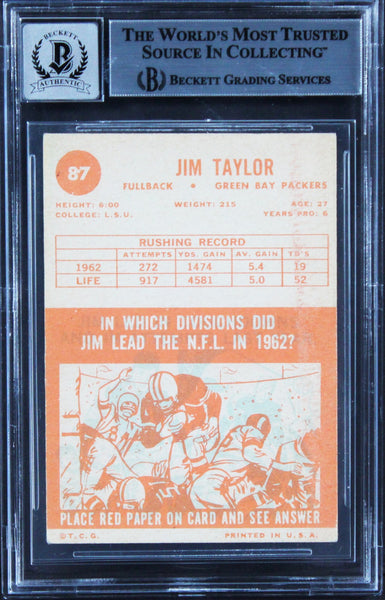 BECKETT
AUTHENTIC
THE WORLD'S MOST TRUSTED
SOURCE IN COLLECTING™
BECKETT GRADING SERVICES
87
JIM TAYLOR
FULLBACK • GREEN BAY PACKERS
HEIGHT: 6:00 WEIGHT: 215 AGE: 27
COLLEGE: L.S.U. YEARS PRO: 6
RUSHING RECORD
ATTEMPTS YDS. GAIN AV. GAIN TD'S
1962 272 1474 5.4 19
LIFE 917 4581 5.0 52
IN WHICH DIVISIONS DID
JIM LEAD THE N.F.L. IN 1962?
PLACE RED PAPER ON CARD AND SEE ANSWER
©T.C.G. PRINTED IN U.S.A.